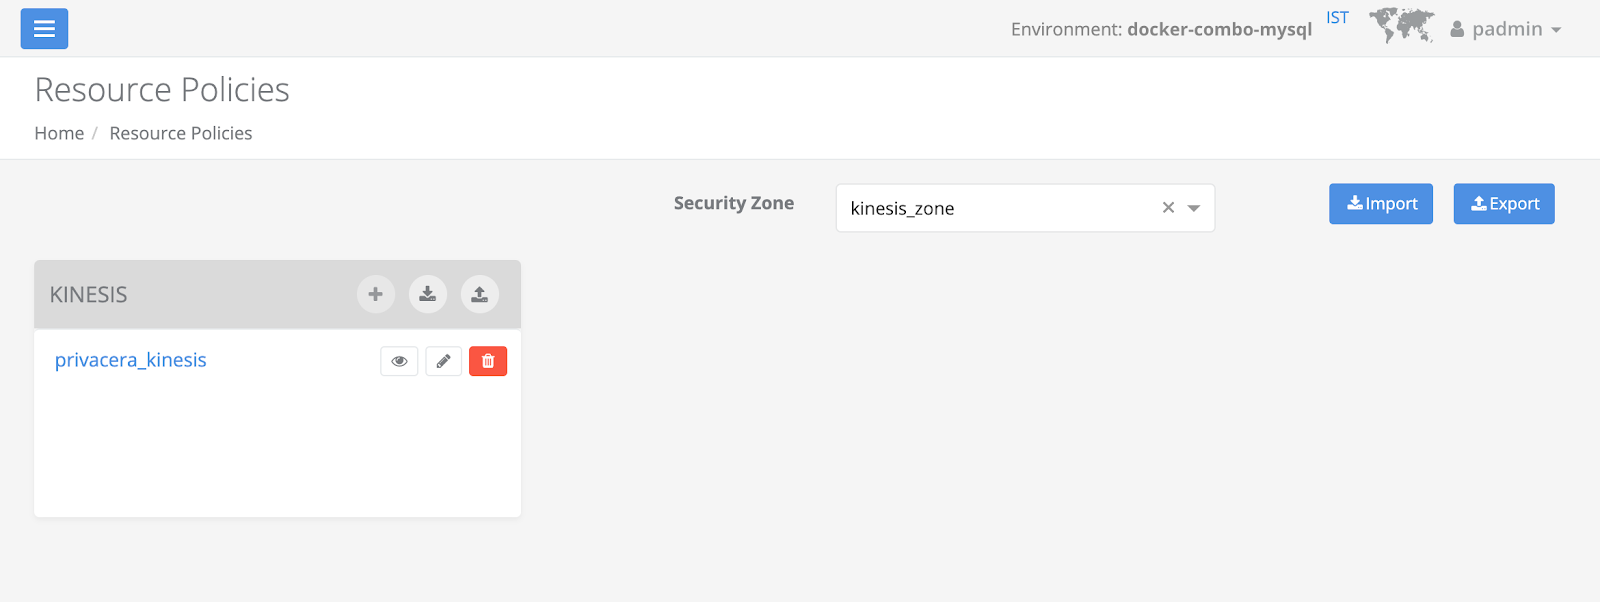 Environment: docker-combo-mysql IST padmin
Resource Policies
Home / Resource Policies
Security Zone kinesis_zone Import Export
KINESIS
privacera_kinesis